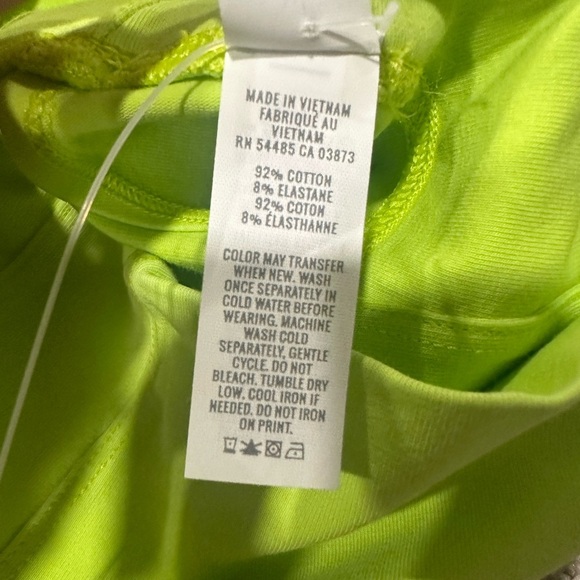 MADE IN VIETNAM
FABRIQUÉ AU
VIETNAM
RN 54485 CA 03873
92% COTTON
8% ELASTANE
92% COTON
8% ÉLASTHANNE
COLOR MAY TRANSFER
WHEN NEW. WASH
ONCE SEPARATELY IN
COLD WATER BEFORE
WEARING. MACHINE
WASH COLD
SEPARATELY, GENTLE
CYCLE. DO NOT
BLEACH. TUMBLE DRY
LOW. COOL IRON IF
NEEDED. DO NOT IRON
ON PRINT.